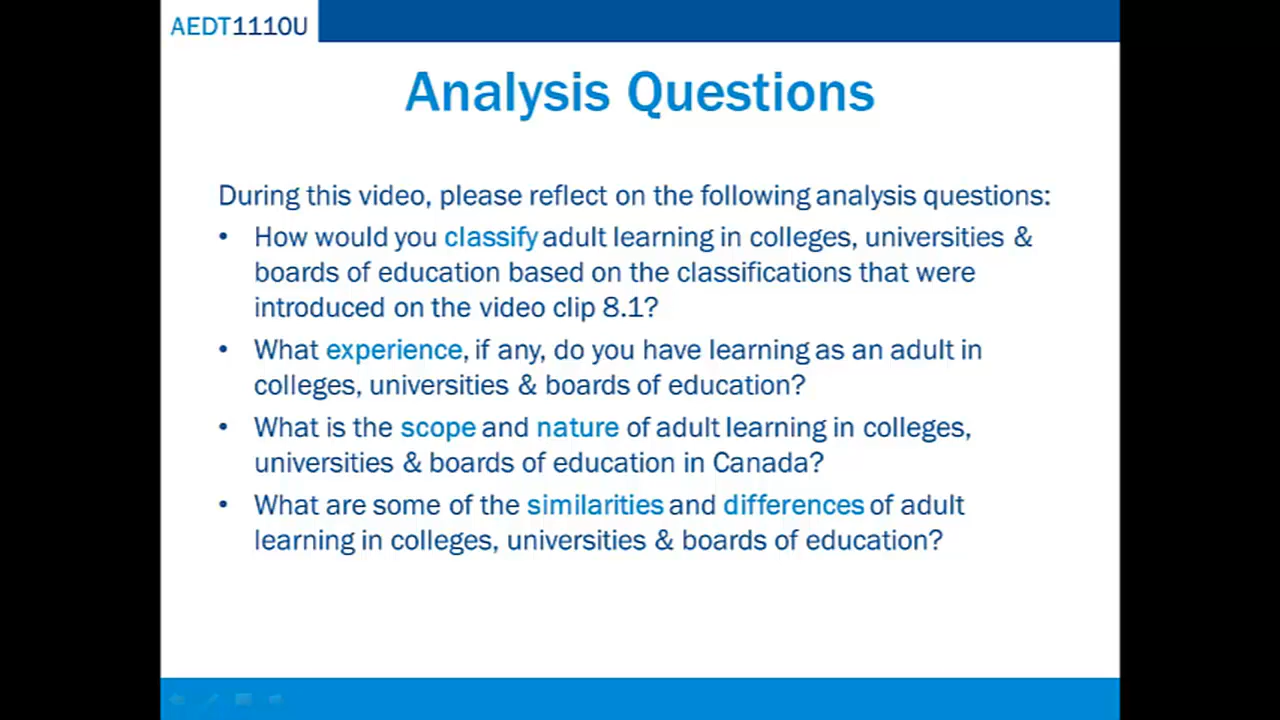 AEDT1110U
Analysis Questions
During this video, please reflect on the following analysis questions:
• How would you classify adult learning in colleges, universities &
boards of education based on the classifications that were
introduced on the video clip 8.1?
• What experience, if any, do you have learning as an adult in
colleges, universities & boards of education?
• What is the scope and nature of adult learning in colleges,
universities & boards of education in Canada?
• What are some of the similarities and differences of adult
learning in colleges, universities & boards of education?